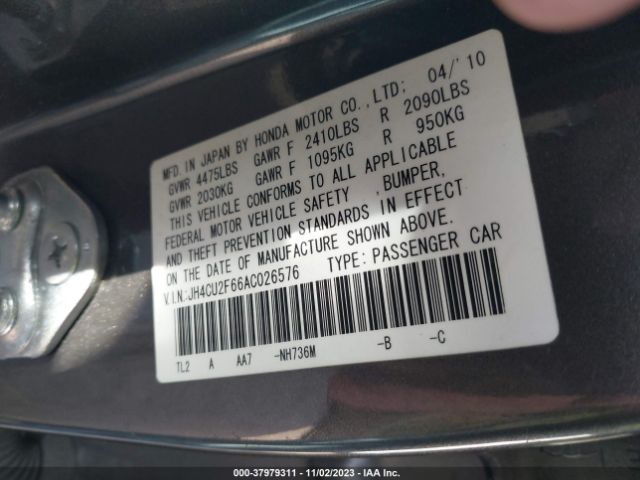 MFD. IN JAPAN BY HONDA MOTOR CO., LTD; 04/'10
GVWR 4475LBS GAWR F 2410LBS R 2090LBS
GVWR 2030KG GAWR F 1095KG R 950KG
THIS VEHICLE CONFORMS TO ALL APPLICABLE
FEDERAL MOTOR VEHICLE SAFETY ,BUMPER,
AND THEFT PREVENTION STANDARDS IN EFFECT
ON THE DATE OF MANUFACTURE SHOWN ABOVE.
V.I.N.:JH4CU2F66AC026576 TYPE: PASSENGER CAR
TL2 A AA7 -NH736M -B -C
000-37979311 - 11/02/2023 - IAA Inc.